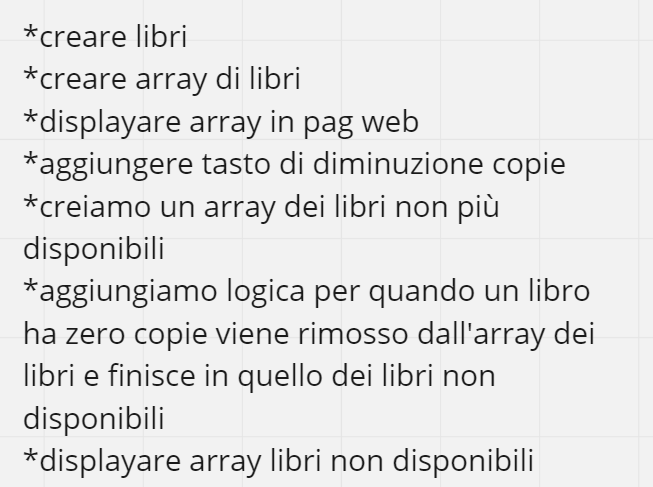 *creare libri
*creare array di libri
*displayare array in pag web
*aggiungere tasto di diminuzione copie
*creiamo un array dei libri non più
disponibili
*aggiungiamo logica per quando un libro
ha zero copie viene rimosso dall'array dei
libri e finisce in quello dei libri non
disponibili
*displayare array libri non disponibili